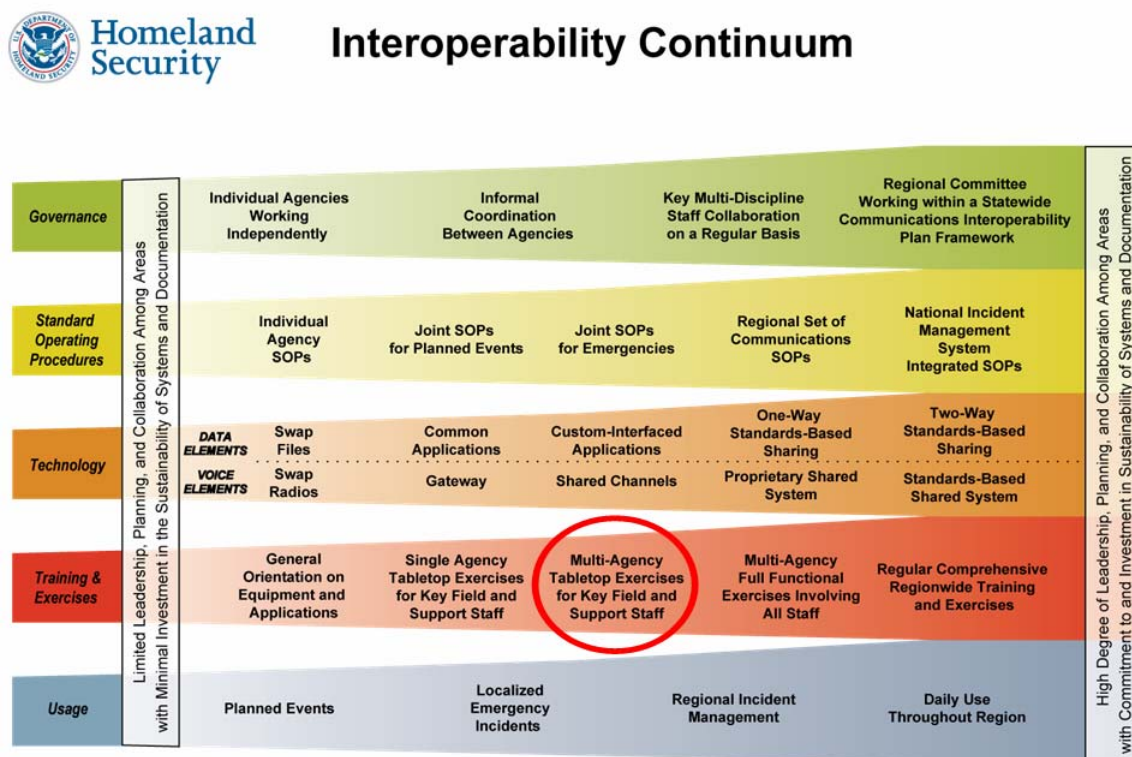 U.S. DEPARTMENT OF
HOMELAND SECURITY
Homeland
Security
Interoperability Continuum
Limited Leadership, Planning, and Collaboration Among Areas
with Minimal Investment in the Sustainability of Systems and Documentation
High Degree of Leadership, Planning, and Collaboration Among Areas
with Commitment to and Investment in Sustainability of Systems and Documentation
Governance
Individual Agencies
Working
Independently
Informal
Coordination
Between Agencies
Key Multi-Discipline
Staff Collaboration
on a Regular Basis
Regional Committee
Working within a Statewide
Communications Interoperability
Plan Framework
Standard
Operating
Procedures
Individual
Agency
SOPs
Joint SOPs
for Planned Events
Joint SOPs
for Emergencies
Regional Set of
Communications
SOPs
National Incident
Management
System
Integrated SOPs
Technology
DATA
ELEMENTS
Swap
Files
Common
Applications
Custom-Interfaced
Applications
One-Way
Standards-Based
Sharing
Two-Way
Standards-Based
Sharing
VOICE
ELEMENTS
Swap
Radios
Gateway
Shared Channels
Proprietary Shared
System
Standards-Based
Shared System
Training &
Exercises
General
Orientation on
Equipment and
Applications
Single Agency
Tabletop Exercises
for Key Field and
Support Staff
Multi-Agency
Tabletop Exercises
for Key Field and
Support Staff
Multi-Agency
Full Functional
Exercises Involving
All Staff
Regular Comprehensive
Regionwide Training
and Exercises
Usage
Planned Events
Localized
Emergency
Incidents
Regional Incident
Management
Daily Use
Throughout Region